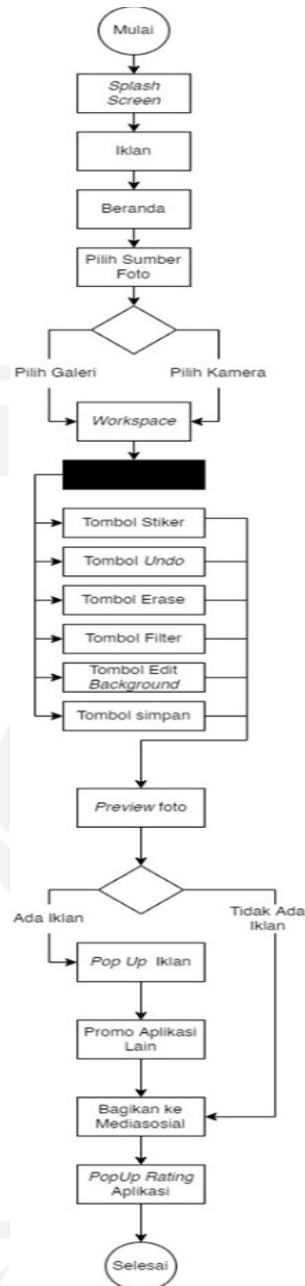 Mulai
Splash
Screen
Iklan
Beranda
Pilih Sumber
Foto
Pilih Galeri
Pilih Kamera
Workspace
Tombol Stiker
Tombol Undo
Tombol Erase
Tombol Filter
Tombol Edit
Background
Tombol simpan
Preview foto
Ada Iklan
Tidak Ada
Iklan
Pop Up Iklan
Promo Aplikasi
Lain
Bagikan ke
Mediasosial
PopUp Rating
Aplikasi
Selesai